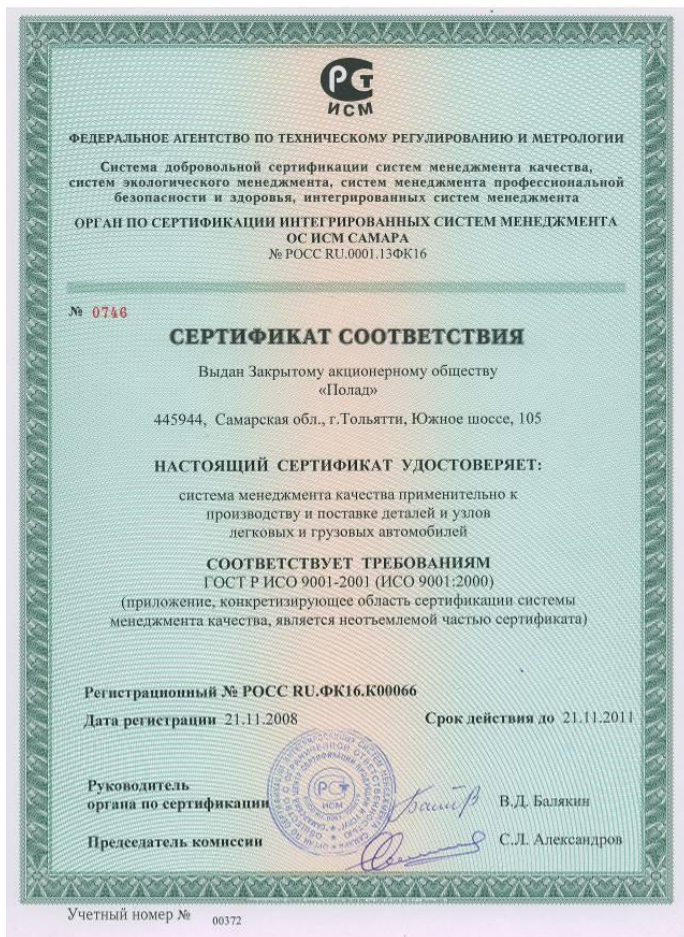 РСТ
ИСМ
ФЕДЕРАЛЬНОЕ АГЕНТСТВО ПО ТЕХНИЧЕСКОМУ РЕГУЛИРОВАНИЮ И МЕТРОЛОГИИ
Система добровольной сертификации систем менеджмента качества,
систем экологического менеджмента, систем менеджмента профессиональной
безопасности и здоровья, интегрированных систем менеджмента
ОРГАН ПО СЕРТИФИКАЦИИ ИНТЕГРИРОВАННЫХ СИСТЕМ МЕНЕДЖМЕНТА
ОС ИСМ САМАРА
№ РОСС RU.0001.13ФК16
№ 0746
СЕРТИФИКАТ СООТВЕТСТВИЯ
Выдан Закрытому акционерному обществу
«Полад»
445944, Самарская обл., г.Тольятти, Южное шоссе, 105
НАСТОЯЩИЙ СЕРТИФИКАТ УДОСТОВЕРЯЕТ:
система менеджмента качества применительно к
производству и поставке деталей и узлов
легковых и грузовых автомобилей
СООТВЕТСТВУЕТ ТРЕБОВАНИЯМ
ГОСТ Р ИСО 9001-2001 (ИСО 9001:2000)
(приложение, конкретизирующее область сертификации системы
менеджмента качества, является неотъемлемой частью сертификата)
Регистрационный № РОСС RU.ФК16.К00066
Дата регистрации 21.11.2008 Срок действия до 21.11.2011
Руководитель
органа по сертификации В.Д. Балякин
Председатель комиссии С.Л. Александров
РСТ
ИСМ
Учетный номер № 00372